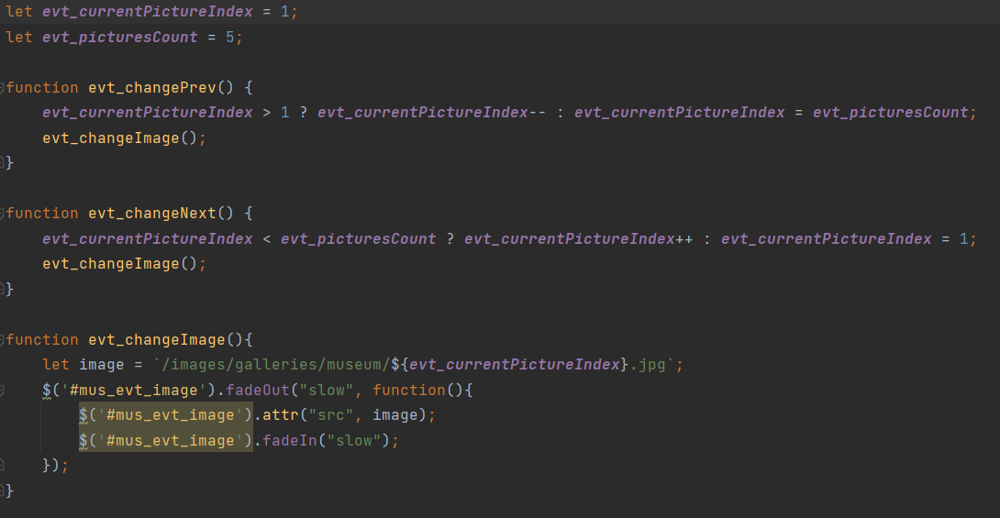 let evt_currentPictureIndex = 1;
let evt_picturesCount = 5;
function evt_changePrev() {
evt_currentPictureIndex > 1 ? evt_currentPictureIndex-- : evt_currentPictureIndex = evt_picturesCount;
evt_changeImage();
}
function evt_changeNext() {
evt_currentPictureIndex < evt_picturesCount ? evt_currentPictureIndex++ : evt_currentPictureIndex = 1;
evt_changeImage();
}
function evt_changeImage(){
let image = `/images/galleries/museum/${evt_currentPictureIndex}.jpg`;
$('#mus_evt_image').fadeOut("slow", function(){
$('#mus_evt_image').attr("src", image);
$('#mus_evt_image').fadeIn("slow");
});
}